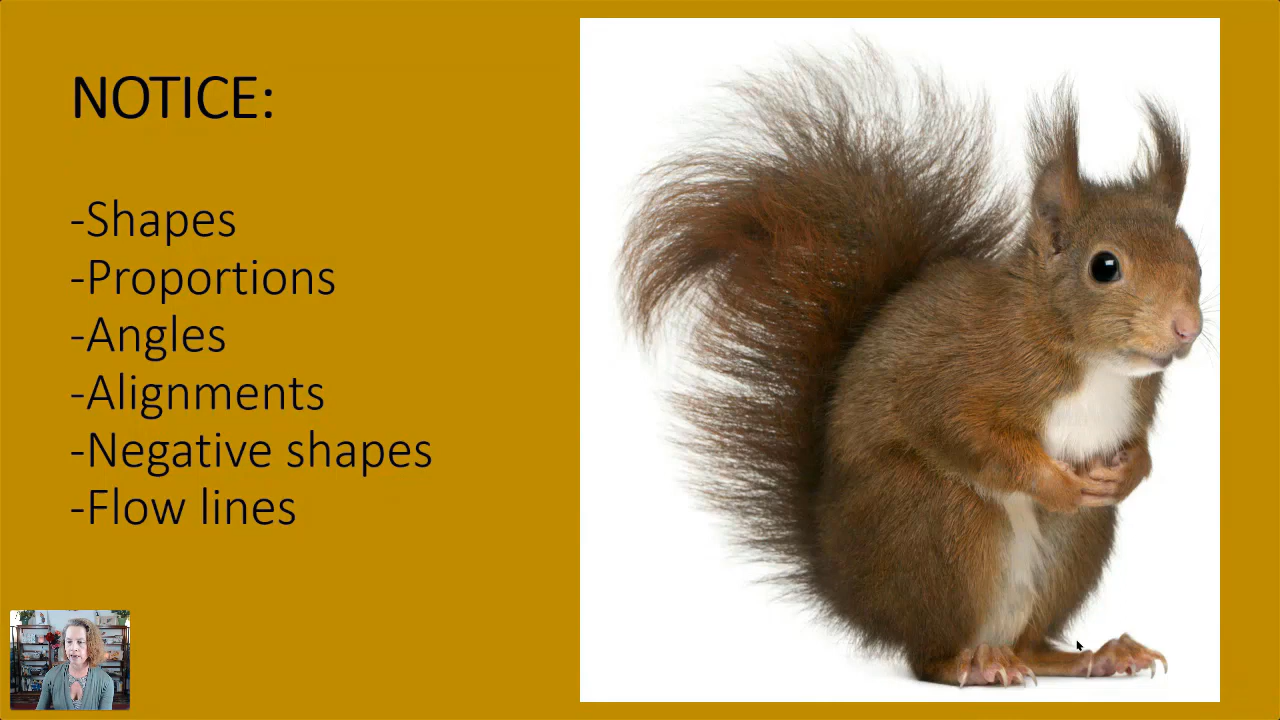 NOTICE:
-Shapes
-Proportions
-Angles
-Alignments
-Negative shapes
-Flow lines